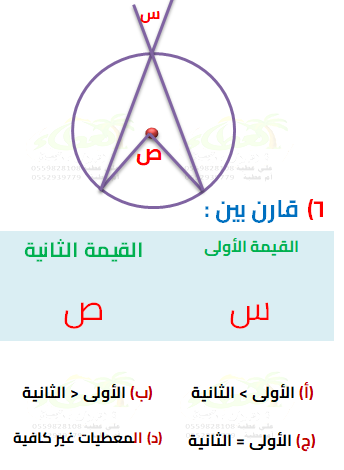 س
ص
٦) قارن بين :
القيمة الأولى
القيمة الثانية
س
ص
(أ) الأولى < الثانية
(ب) الأولى > الثانية
(ج) الأولى = الثانية
(د) المعطيات غير كافية